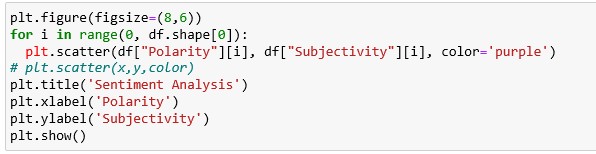 plt.figure(figsize=(8,6))
for i in range(0, df.shape[0]):
  plt.scatter(df["Polarity"][i], df["Subjectivity"][i], color='purple')
# plt.scatter(x,y,color)
plt.title('Sentiment Analysis')
plt.xlabel('Polarity')
plt.ylabel('Subjectivity')
plt.show()